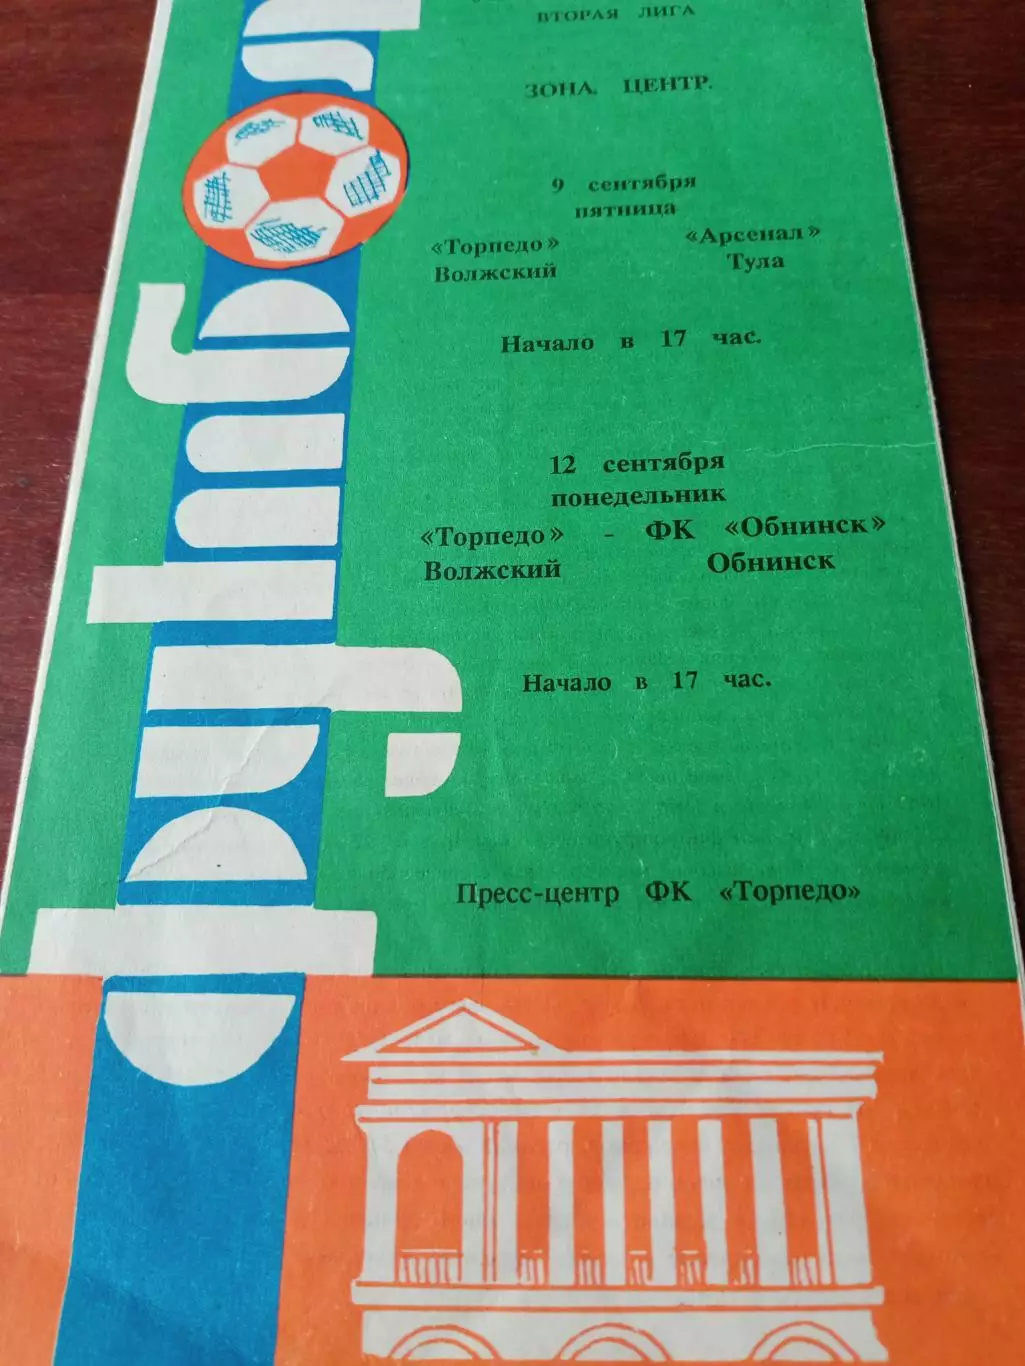 ВТОРАЯ ЛИГА
ЗОНА. ЦЕНТР.
9 сентября
пятница
«Торпедо» «Арсенал»
Волжский Тула
Начало в 17 час.
12 сентября
понедельник
«Торпедо» - ФК «Обнинск»
Волжский Обнинск
Начало в 17 час.
Пресс-центр ФК «Торпедо»
футбол